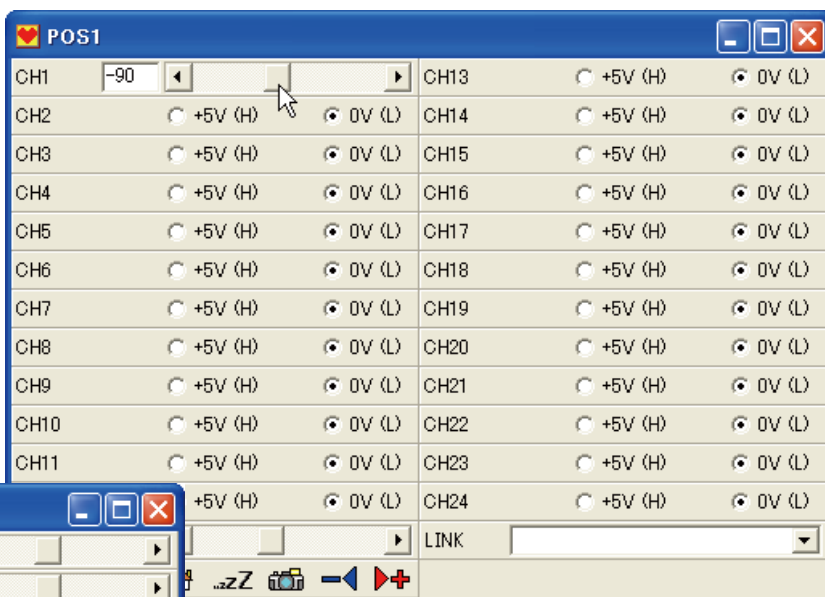 POS1
CH1 -90 CH13 +5V (H) 0V (L)
CH2 +5V (H) 0V (L) CH14 +5V (H) 0V (L)
CH3 +5V (H) 0V (L) CH15 +5V (H) 0V (L)
CH4 +5V (H) 0V (L) CH16 +5V (H) 0V (L)
CH5 +5V (H) 0V (L) CH17 +5V (H) 0V (L)
CH6 +5V (H) 0V (L) CH18 +5V (H) 0V (L)
CH7 +5V (H) 0V (L) CH19 +5V (H) 0V (L)
CH8 +5V (H) 0V (L) CH20 +5V (H) 0V (L)
CH9 +5V (H) 0V (L) CH21 +5V (H) 0V (L)
CH10 +5V (H) 0V (L) CH22 +5V (H) 0V (L)
CH11 +5V (H) 0V (L) CH23 +5V (H) 0V (L)
+5V (H) 0V (L) CH24 +5V (H) 0V (L)
LINK
..zZ